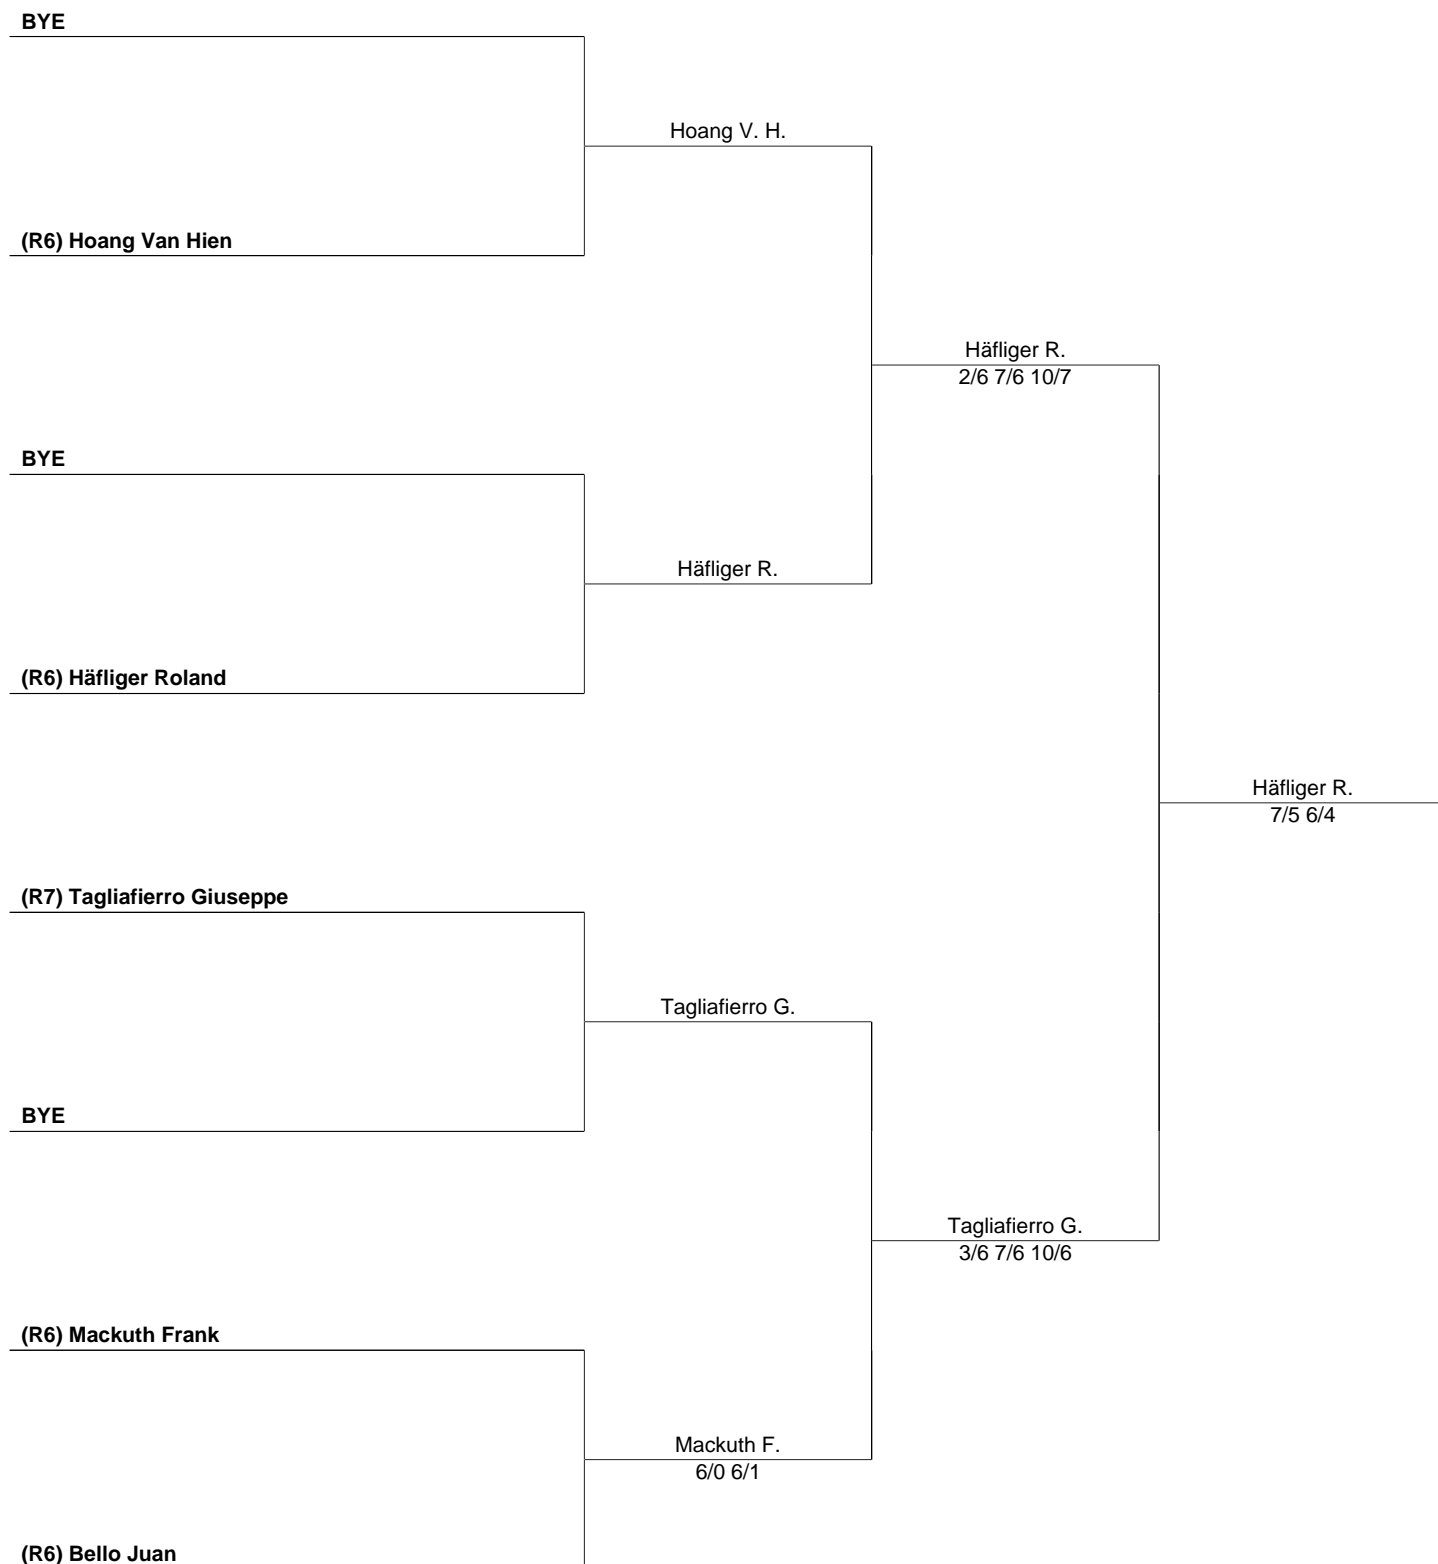 BYE
Hoang V. H.
(R6) Hoang Van Hien
Häfliger R.
2/6 7/6 10/7
BYE
Häfliger R.
(R6) Häfliger Roland
Häfliger R.
7/5 6/4
(R7) Tagliafierro Giuseppe
Tagliafierro G.
BYE
Tagliafierro G.
3/6 7/6 10/6
(R6) Mackuth Frank
Mackuth F.
6/0 6/1
(R6) Bello Juan